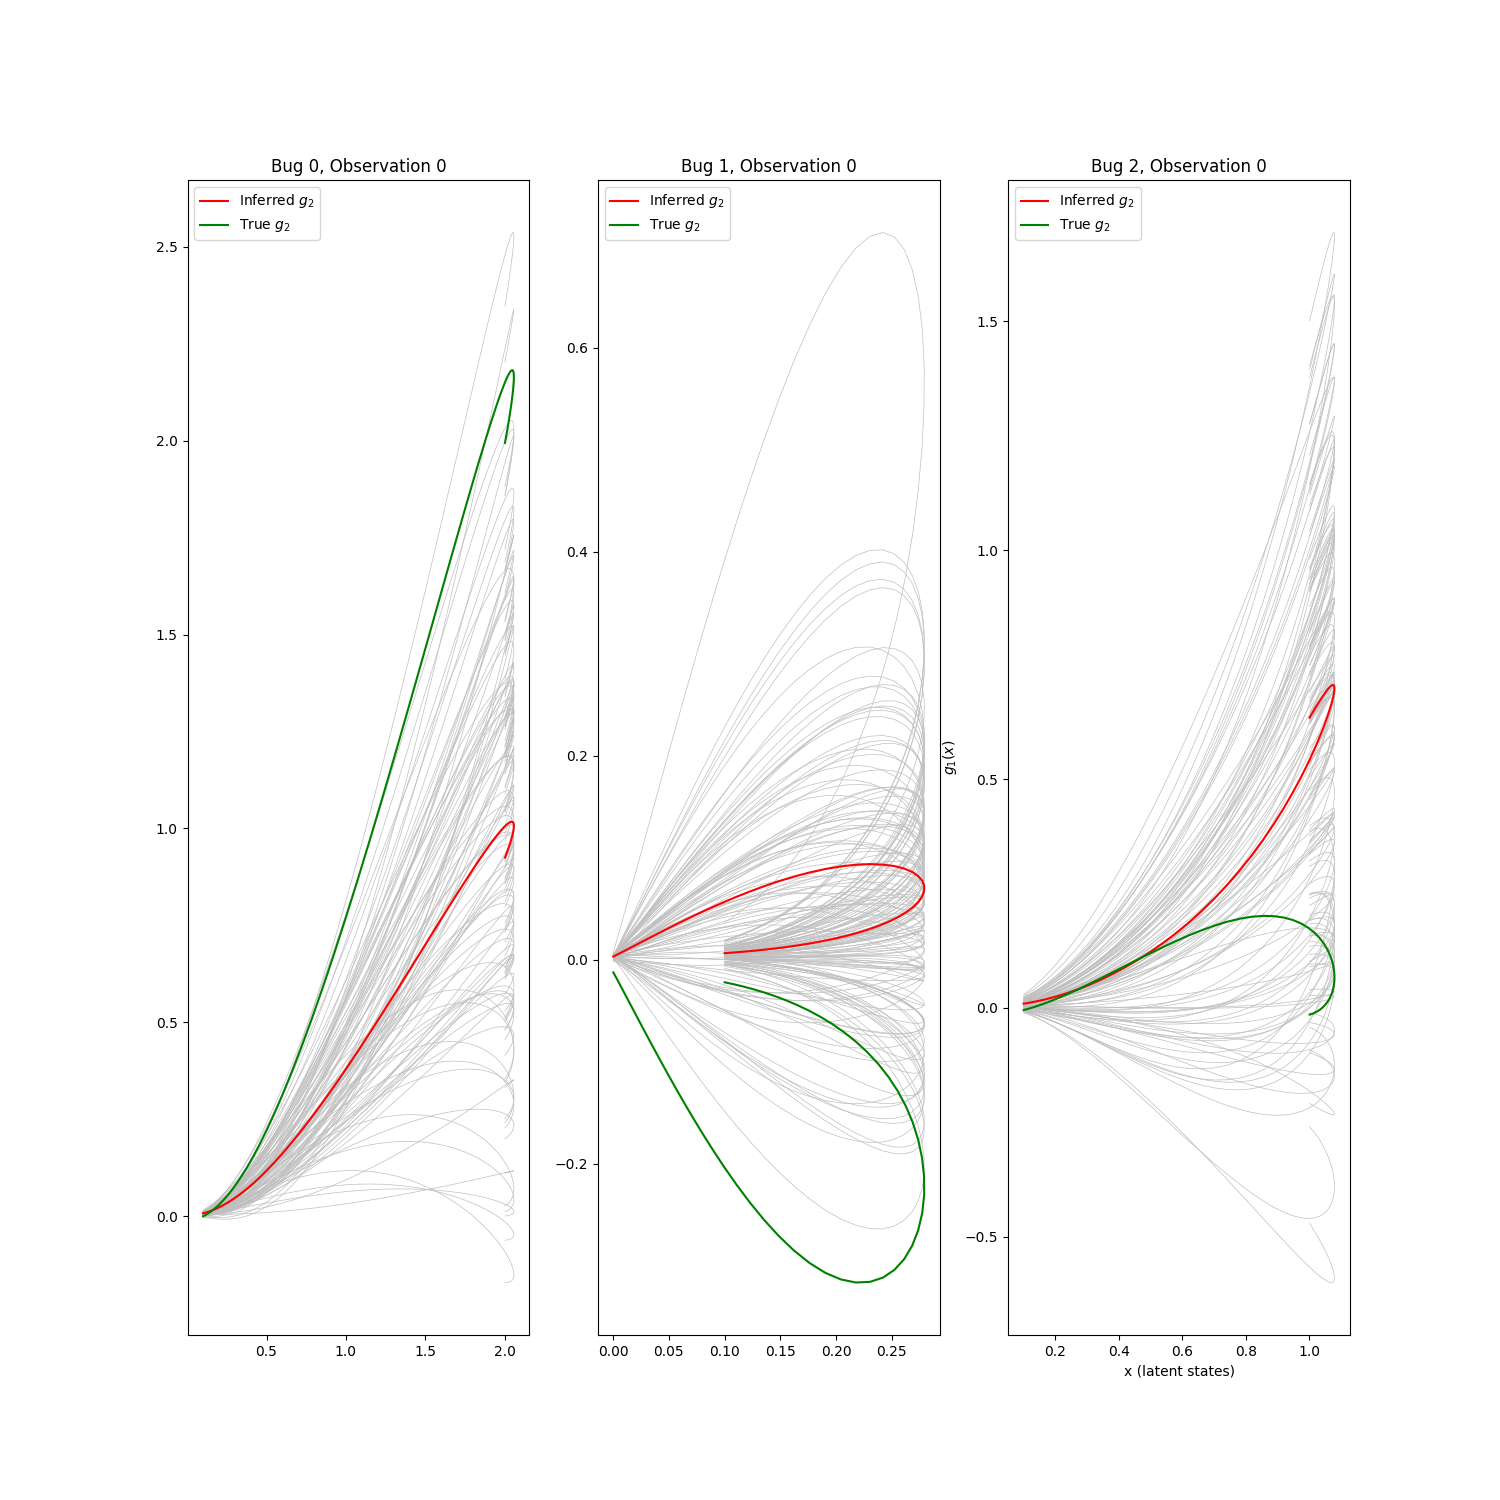 Bug 0, Observation 0
Inferred g₂
True g₂
2.5
2.0
1.5
1.0
0.5
0.0
0.5 1.0 1.5 2.0
Bug 1, Observation 0
Inferred g₂
True g₂
0.6
0.4
0.2
0.0
−0.2
0.00 0.05 0.10 0.15 0.20 0.25
Bug 2, Observation 0
Inferred g₂
True g₂
g₁(x)
1.5
1.0
0.5
0.0
−0.5
0.2 0.4 0.6 0.8 1.0
x (latent states)